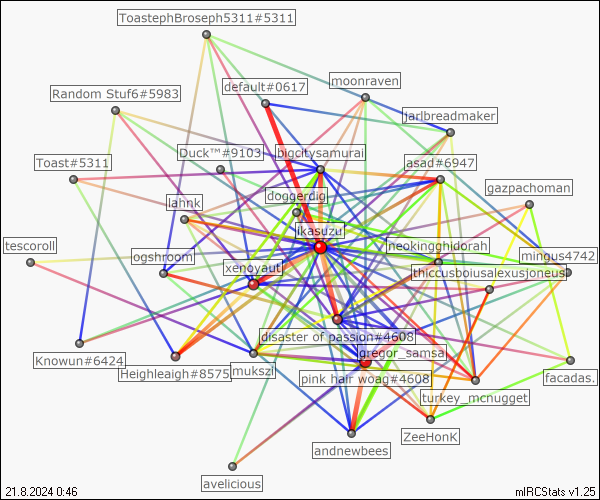 ToastephBroseph5311#5311
moonraven
default#0617
Random Stuf6#5983
jarlbreadmaker
Duck™#9103
bigcitysamurai
Toast#5311
asad#6947
gazpachoman
doggerdig
lahnk
ikasuzu
tescoroll
neokingghidorah
mingus4742
ogshroom
xenoyaut
thiccusboiusalexusjoneus
disaster of passion#4608
gregor_samsa
Knowun#6424
Heighleigh#8575
mukszi
pink hair woag#4608
facadas.
turkey_mcnugget
ZeeHonK
andnewbees
avelicious
21.8.2024 0:46
mIRCStats v1.25